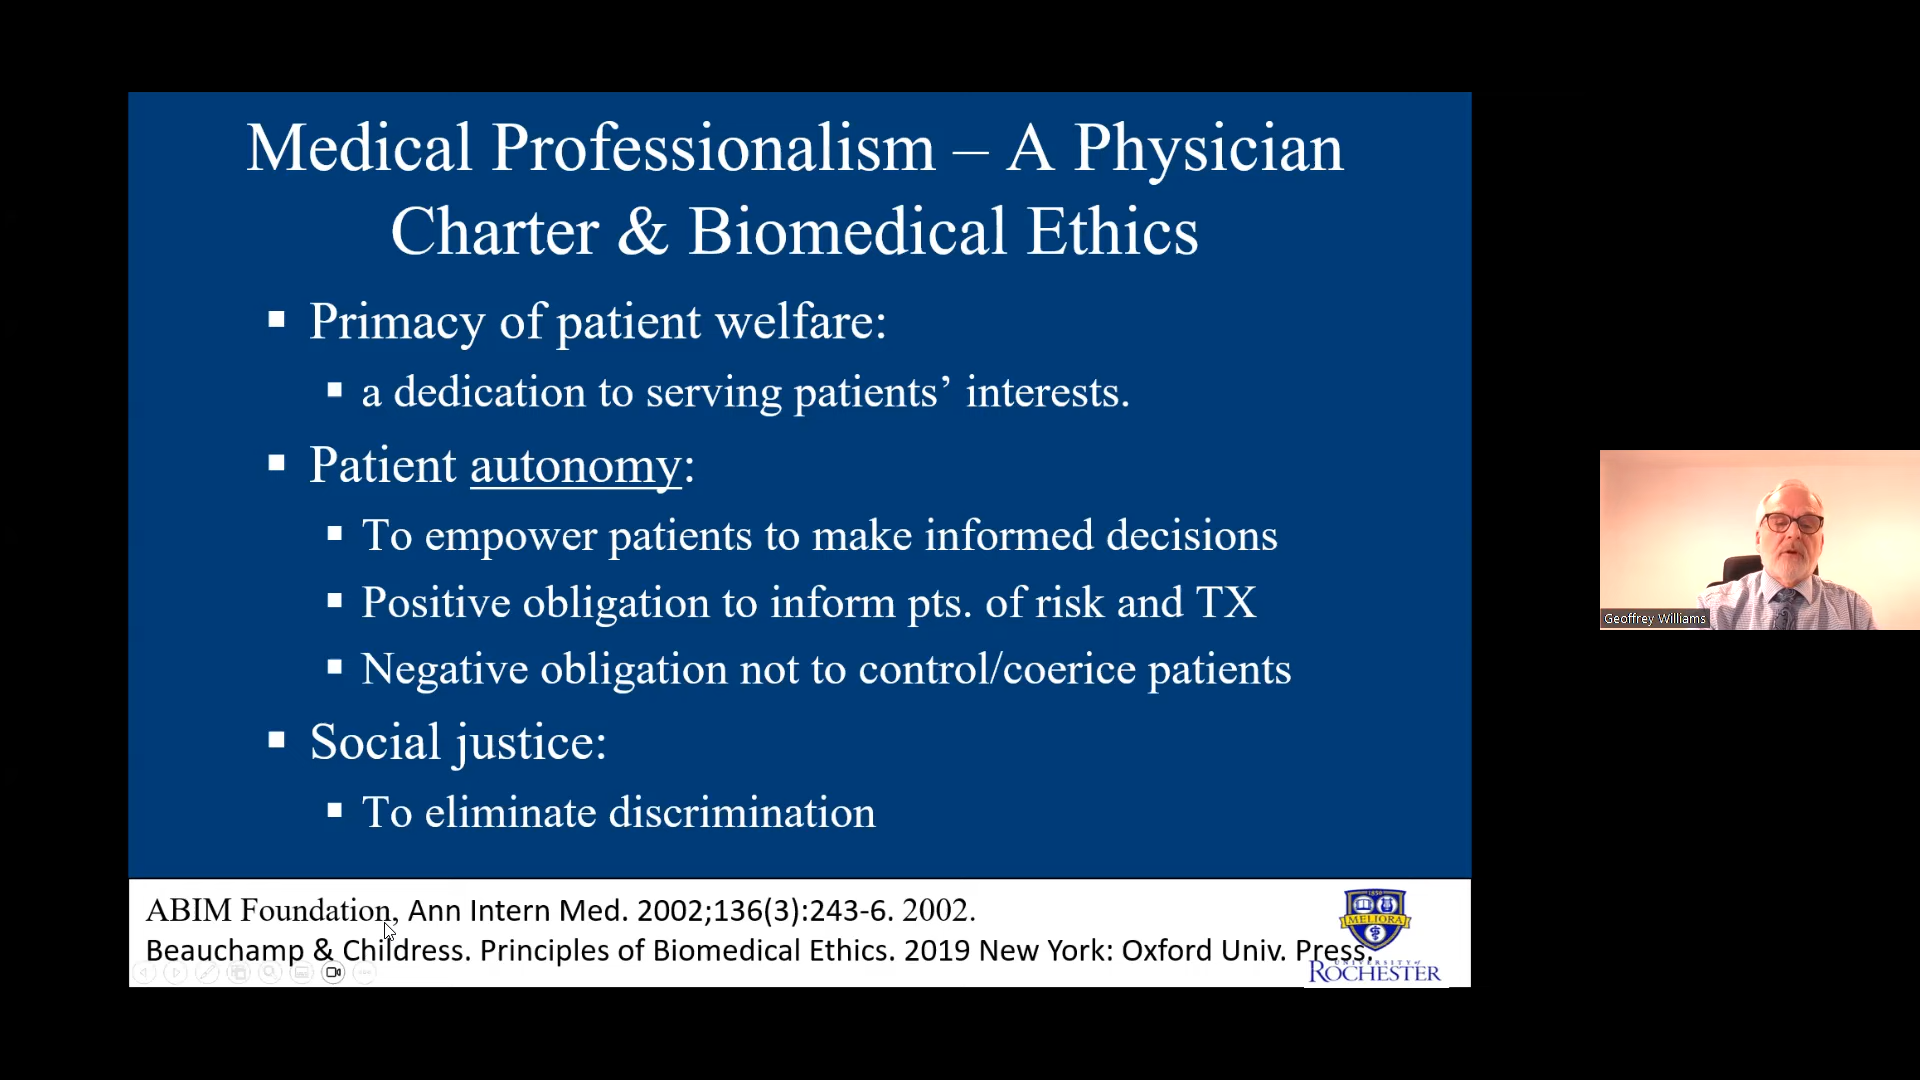 Medical Professionalism – A Physician
Charter & Biomedical Ethics
▪ Primacy of patient welfare:
▪ a dedication to serving patients’ interests.
▪ Patient autonomy:
▪ To empower patients to make informed decisions
▪ Positive obligation to inform pts. of risk and TX
▪ Negative obligation not to control/coerice patients
▪ Social justice:
▪ To eliminate discrimination
ABIM Foundation, Ann Intern Med. 2002;136(3):243-6. 2002.
Beauchamp & Childress. Principles of Biomedical Ethics. 2019 New York: Oxford Univ. Press.
1850
MELIORA
UNIVERSITY of
ROCHESTER
Geoffrey Williams